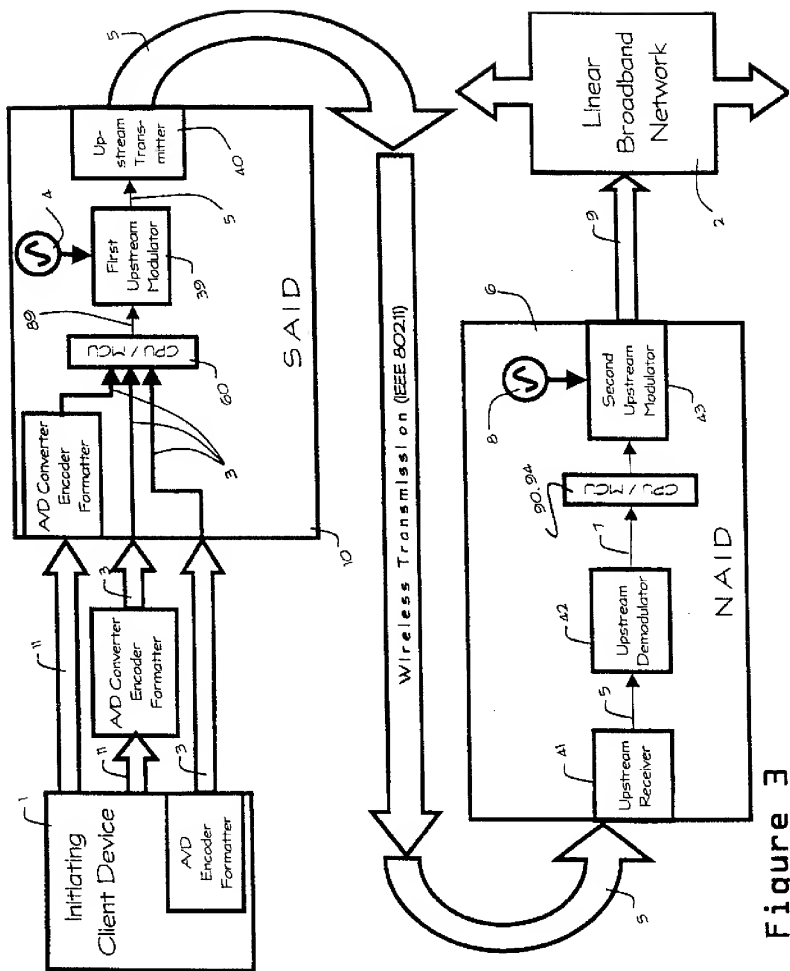 1
Initiating
Client Device
A/D
Encoder
Formatter
11
11
3
A/D Converter
Encoder
Formatter
3
A/D Converter
Encoder
Formatter
3
10
CPU / MCU
60
89
4
First
Upstream
Modulator
39
5
Up-
stream
Trans-
mitter
40
SAID
5
Wireless Transmission (IEEE 802.11)
5
41
Upstream
Receiver
5
42
Upstream
Demodulator
7
90.94
CPU / MCU
8
Second
Upstream
Modulator
43
6
NAID
9
Linear
Broadband
Network
2
Figure 3